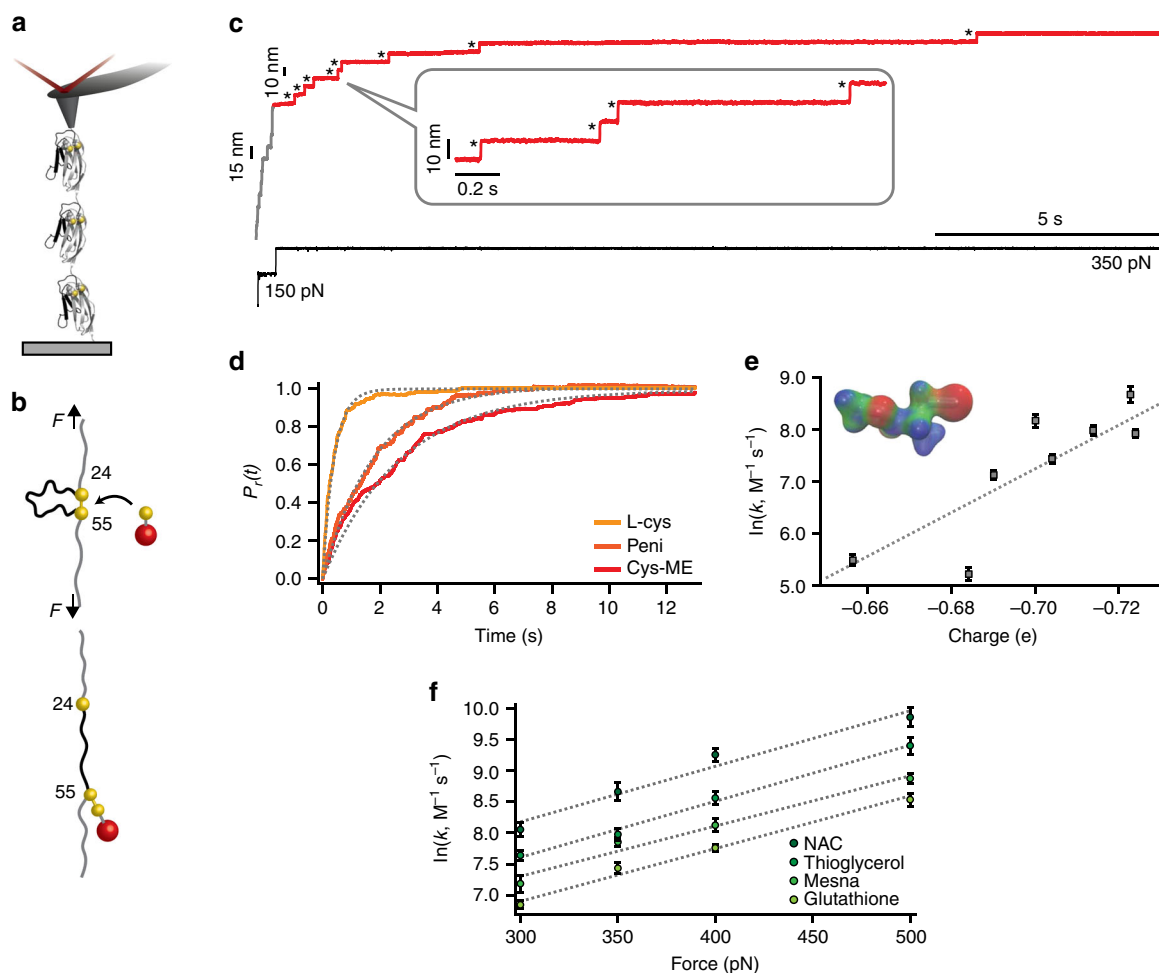 a
b
F
24
55
F
24
55
c
10 nm
15 nm
* * * * * * * * *
* * * *
10 nm
0.2 s
5 s
150 pN
350 pN
d
1.0
0.8
0.6
0.4
0.2
0.0
Pr(t)
0 2 4 6 8 10 12
Time (s)
L-cys
Peni
Cys-ME
e
9.0
8.0
7.0
6.0
5.0
ln(k, M−1 s−1)
−0.66 −0.68 −0.70 −0.72
Charge (e)
f
10.0
9.5
9.0
8.5
8.0
7.5
7.0
ln(k, M−1 s−1)
300 350 400 450 500
Force (pN)
NAC
Thioglycerol
Mesna
Glutathione